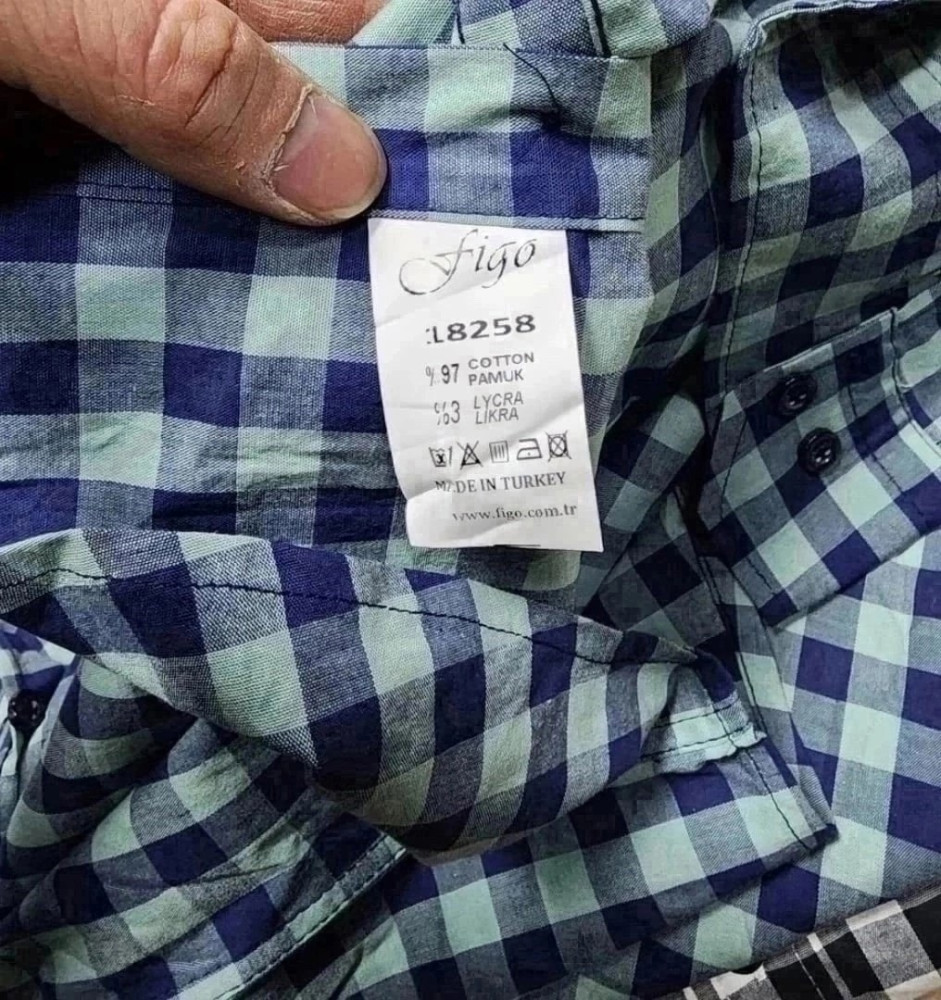 figo
18258
%97 COTTON
PAMUK
%3 LYCRA
LIKRA
MADE IN TURKEY
www.figo.com.tr